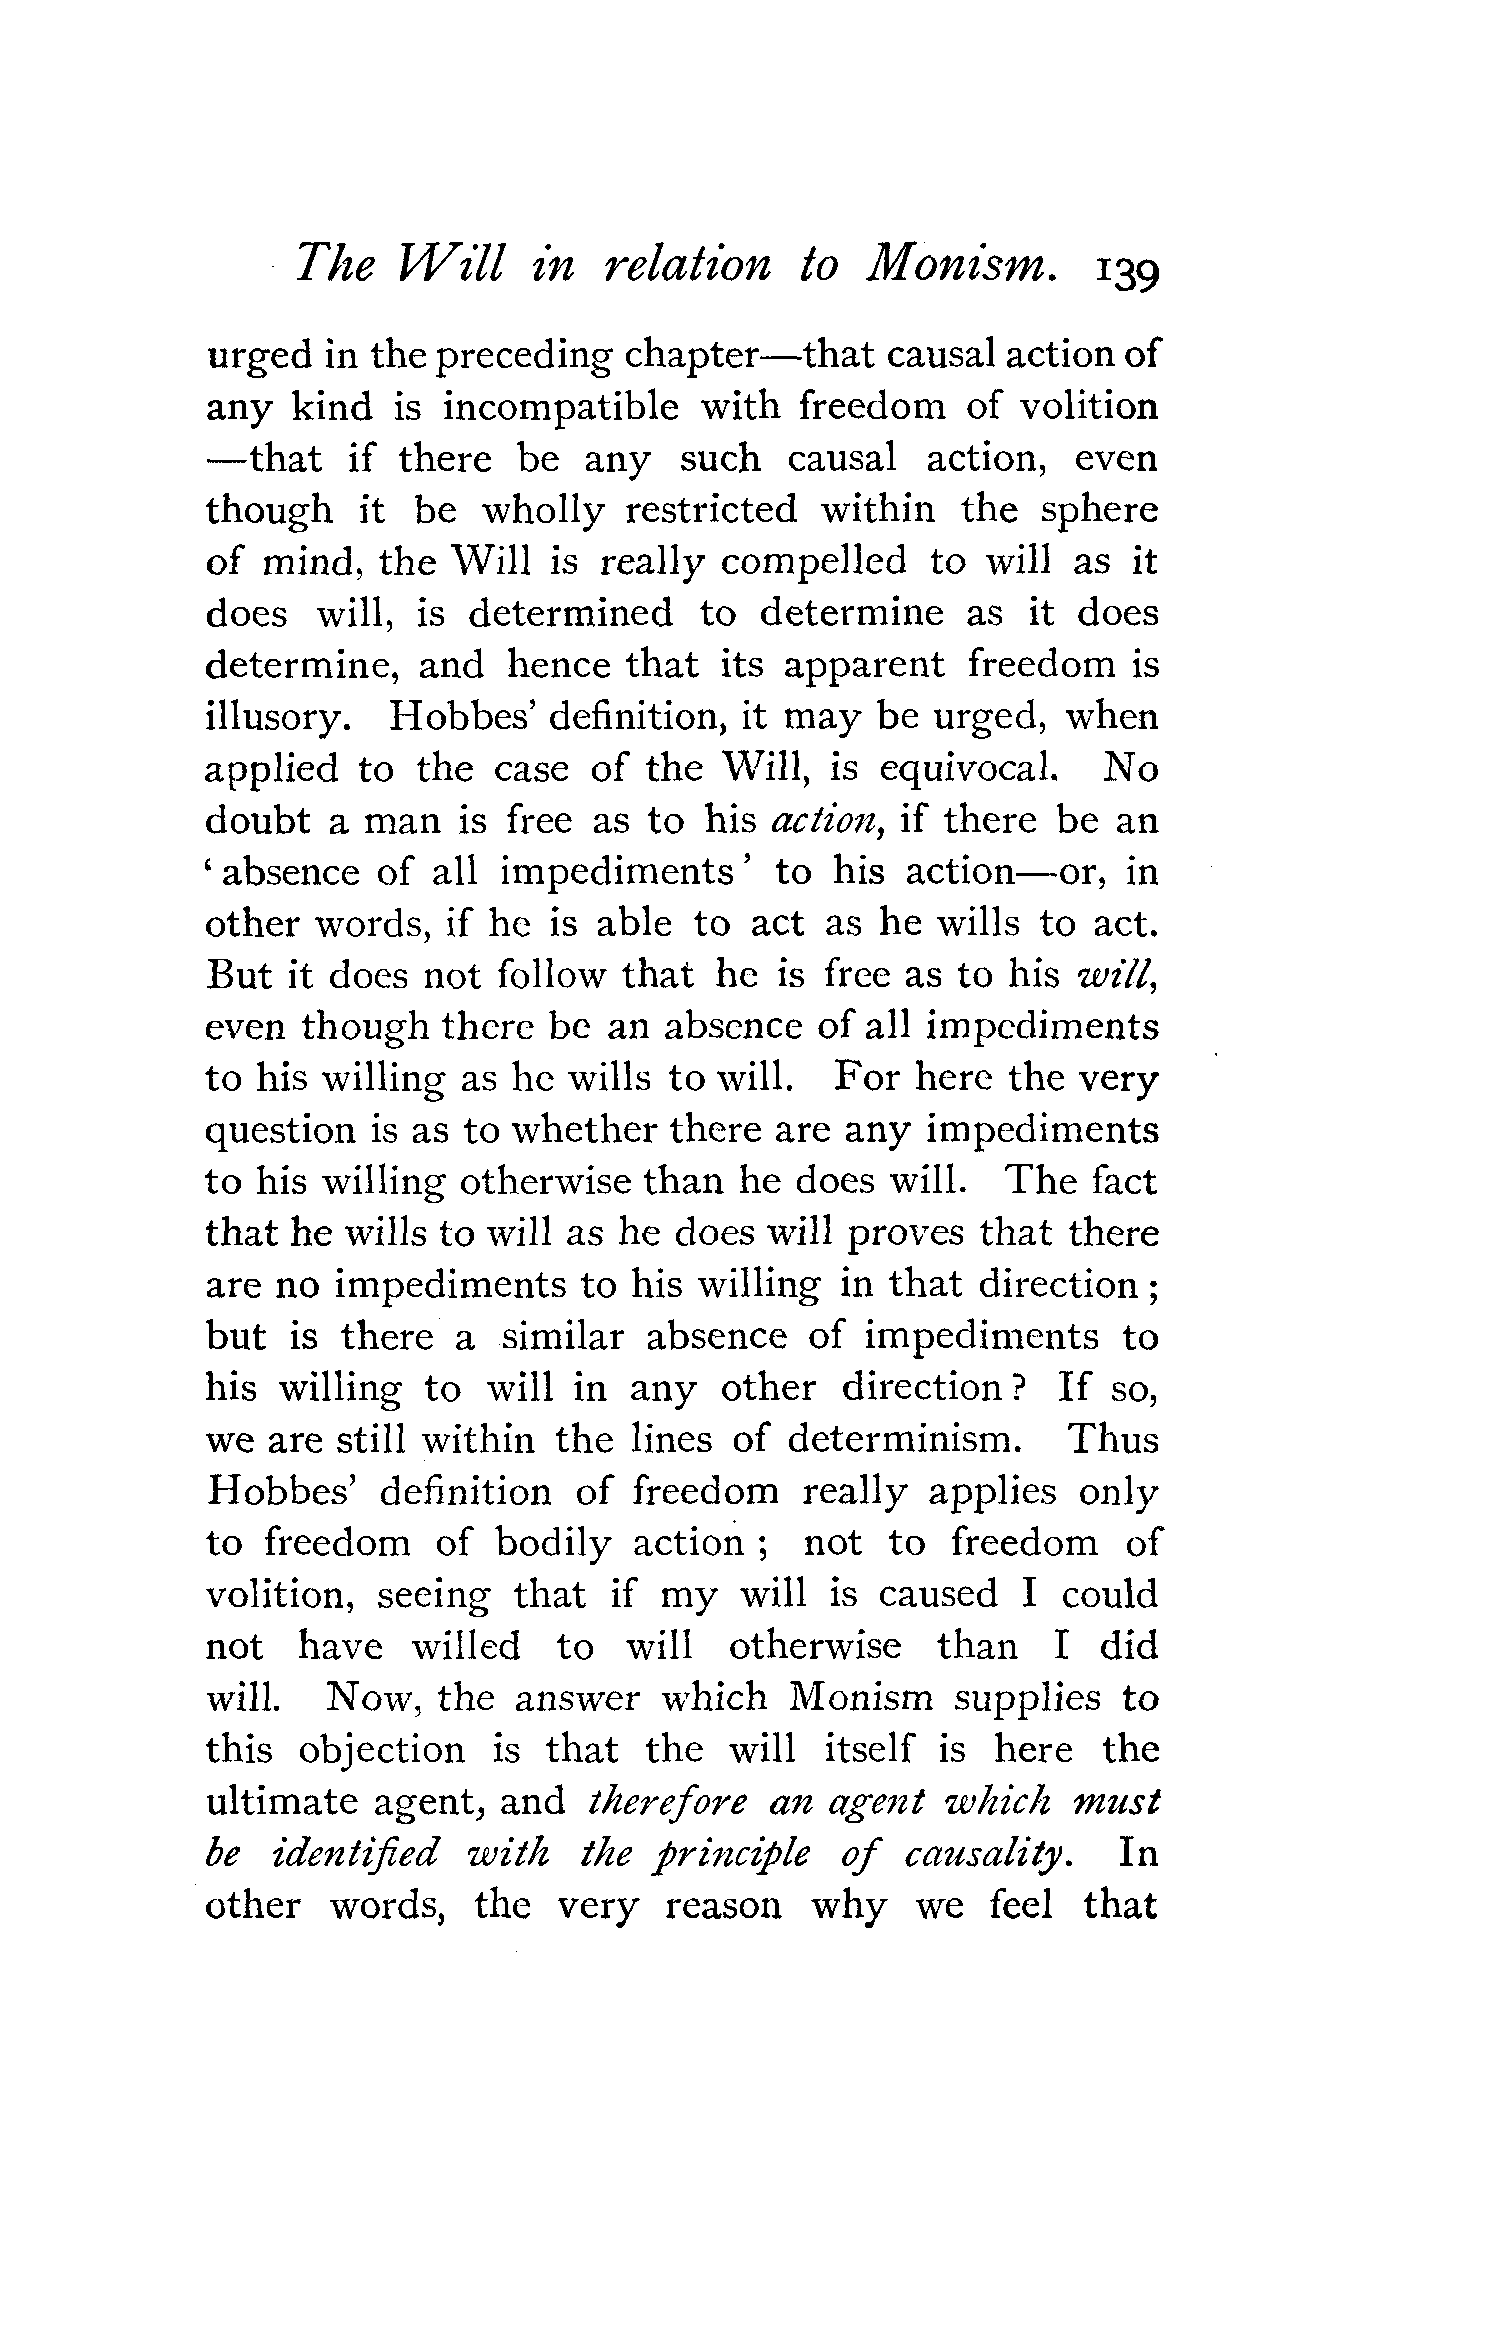 The Will in relation to Monism. 139
urged in the preceding chapter—that causal action of
any kind is incompatible with freedom of volition
—that if there be any such causal action, even
though it be wholly restricted within the sphere
of mind, the Will is really compelled to will as it
does will, is determined to determine as it does
determine, and hence that its apparent freedom is
illusory. Hobbes’ definition, it may be urged, when
applied to the case of the Will, is equivocal. No
doubt a man is free as to his action, if there be an
‘ absence of all impediments ’ to his action—or, in
other words, if he is able to act as he wills to act.
But it does not follow that he is free as to his will,
even though there be an absence of all impediments
to his willing as he wills to will. For here the very
question is as to whether there are any impediments
to his willing otherwise than he does will. The fact
that he wills to will as he does will proves that there
are no impediments to his willing in that direction ;
but is there a similar absence of impediments to
his willing to will in any other direction ? If so,
we are still within the lines of determinism. Thus
Hobbes’ definition of freedom really applies only
to freedom of bodily action ; not to freedom of
volition, seeing that if my will is caused I could
not have willed to will otherwise than I did
will. Now, the answer which Monism supplies to
this objection is that the will itself is here the
ultimate agent, and therefore an agent which must
be identified with the principle of causality. In
other words, the very reason why we feel that